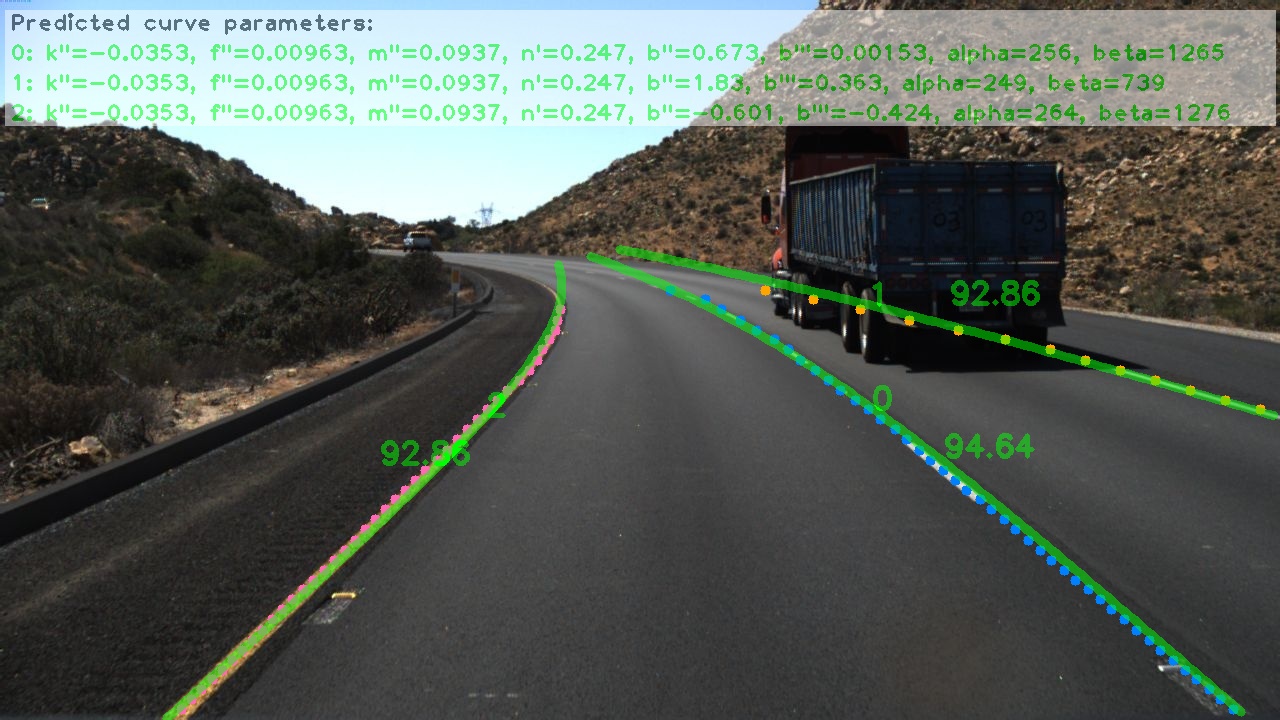 Predicted curve parameters:
0: k''=-0.0353, f''=0.00963, m''=0.0937, n'=0.247, b''=0.673, b'''=0.00153, alpha=256, beta=1265
1: k''=-0.0353, f''=0.00963, m''=0.0937, n'=0.247, b''=1.83, b'''=0.363, alpha=249, beta=739
2: k''=-0.0353, f''=0.00963, m''=0.0937, n'=0.247, b''=-0.601, b'''=-0.424, alpha=264, beta=1276
03 03
1 92.86
2 0
92.86 94.64